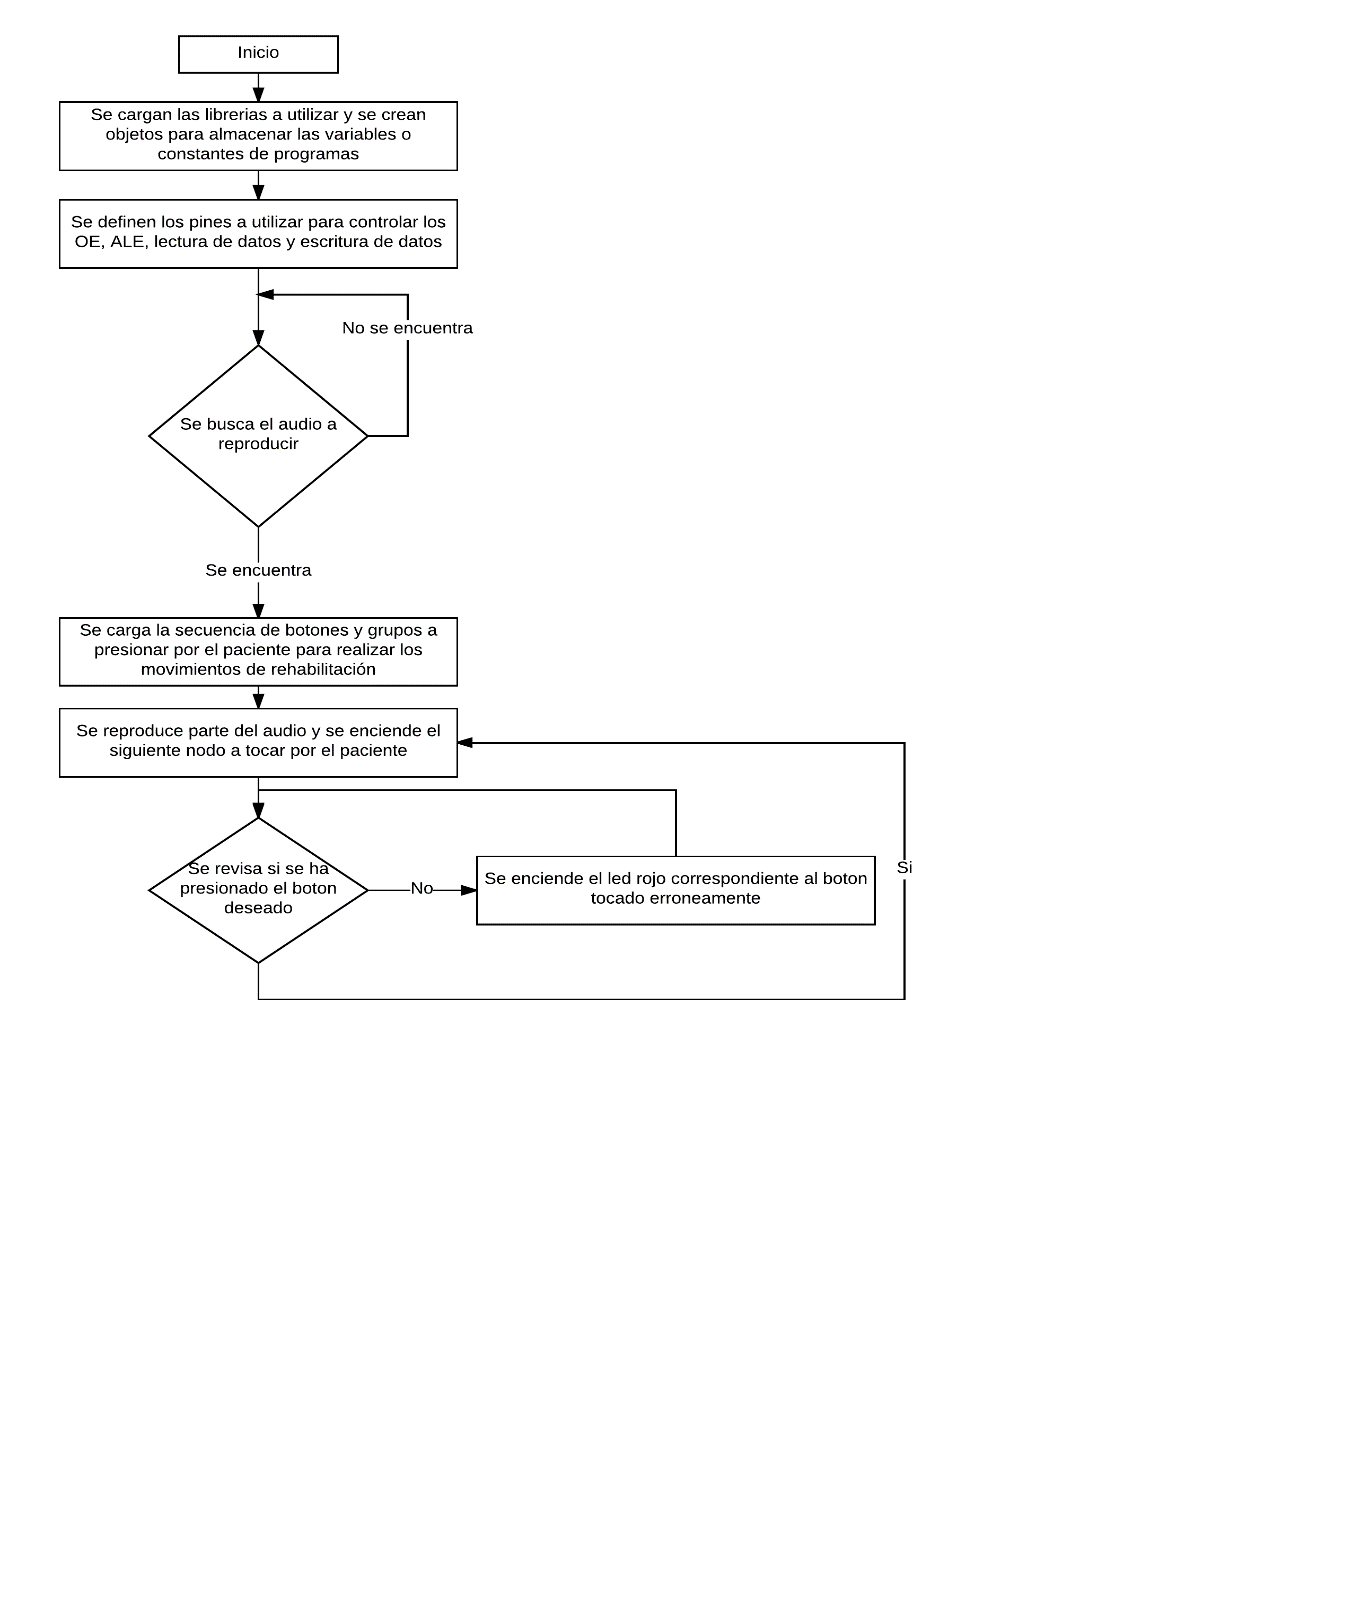 Inicio
Se cargan las librerias a utilizar y se crean
objetos para almacenar las variables o
constantes de programas
Se definen los pines a utilizar para controlar los
OE, ALE, lectura de datos y escritura de datos
No se encuentra
Se busca el audio a
reproducir
Se encuentra
Se carga la secuencia de botones y grupos a
presionar por el paciente para realizar los
movimientos de rehabilitación
Se reproduce parte del audio y se enciende el
siguiente nodo a tocar por el paciente
Se revisa si se ha
presionado el boton
deseado
No
Se enciende el led rojo correspondiente al boton
tocado erroneamente
Si